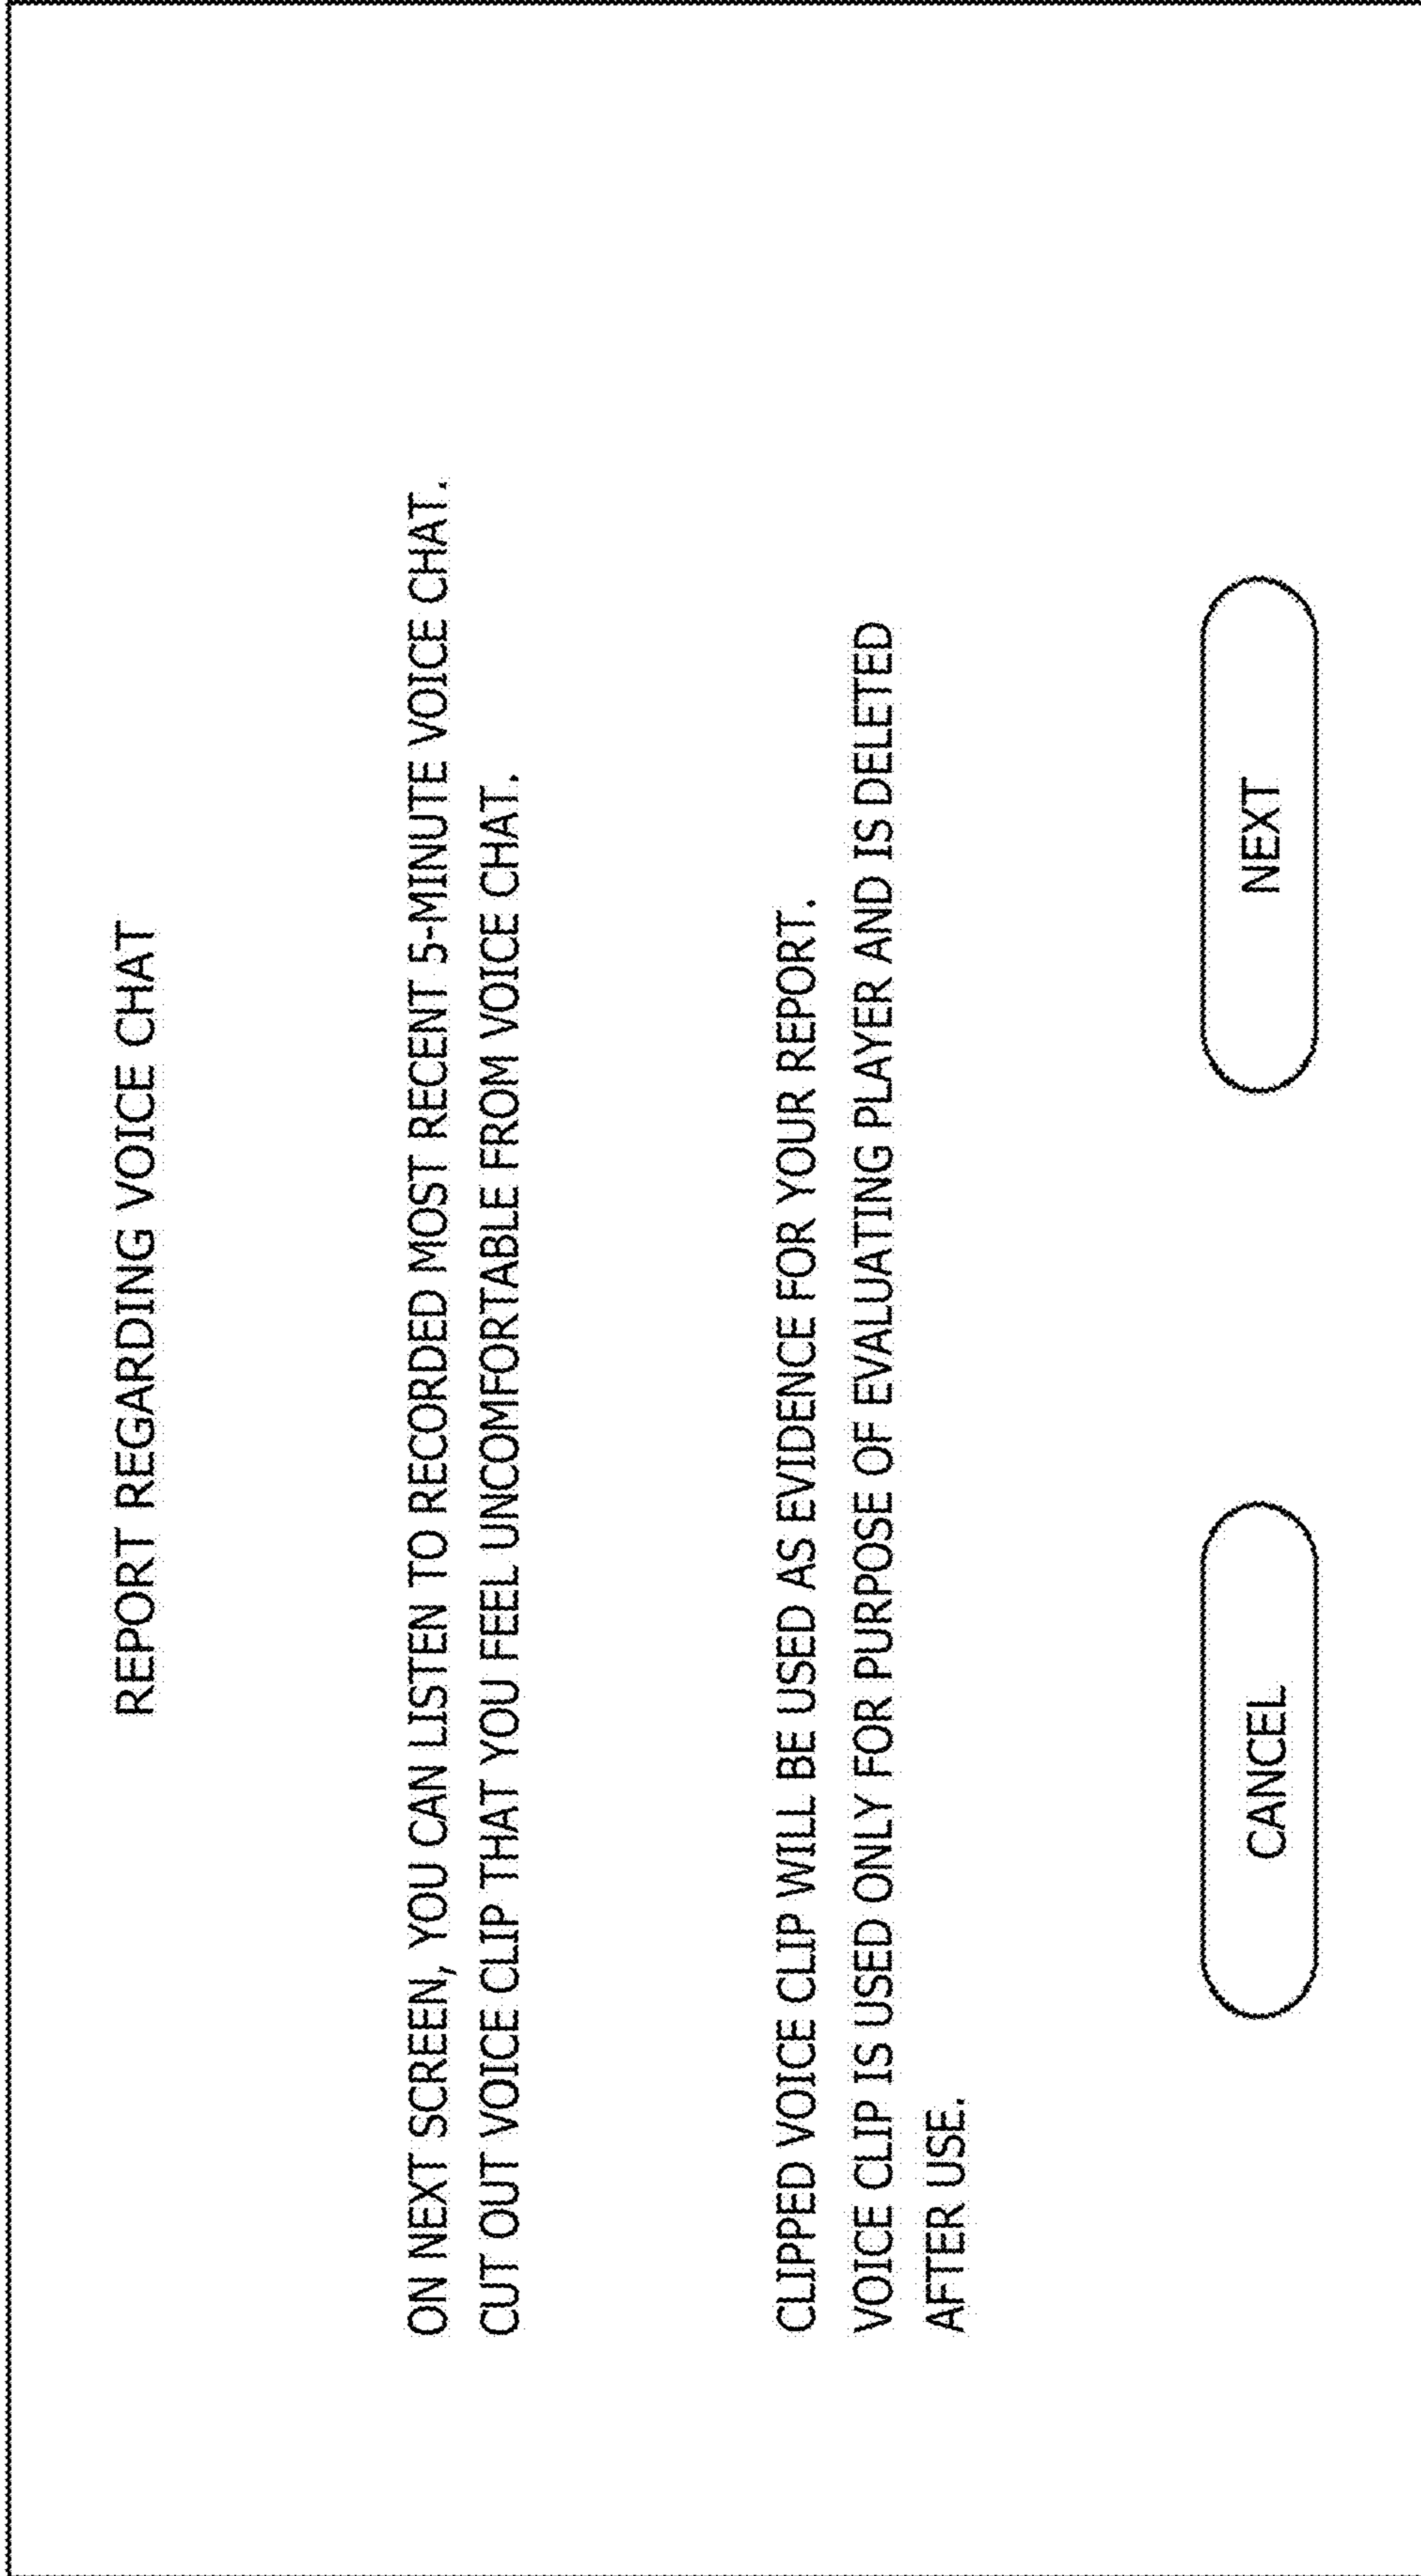 REPORT REGARDING VOICE CHAT
ON NEXT SCREEN, YOU CAN LISTEN TO RECORDED MOST RECENT 5-MINUTE VOICE CHAT.
CUT OUT VOICE CLIP THAT YOU FEEL UNCOMFORTABLE FROM VOICE CHAT.
CLIPPED VOICE CLIP WILL BE USED AS EVIDENCE FOR YOUR REPORT.
VOICE CLIP IS USED ONLY FOR PURPOSE OF EVALUATING PLAYER AND IS DELETED
AFTER USE.
CANCEL
NEXT